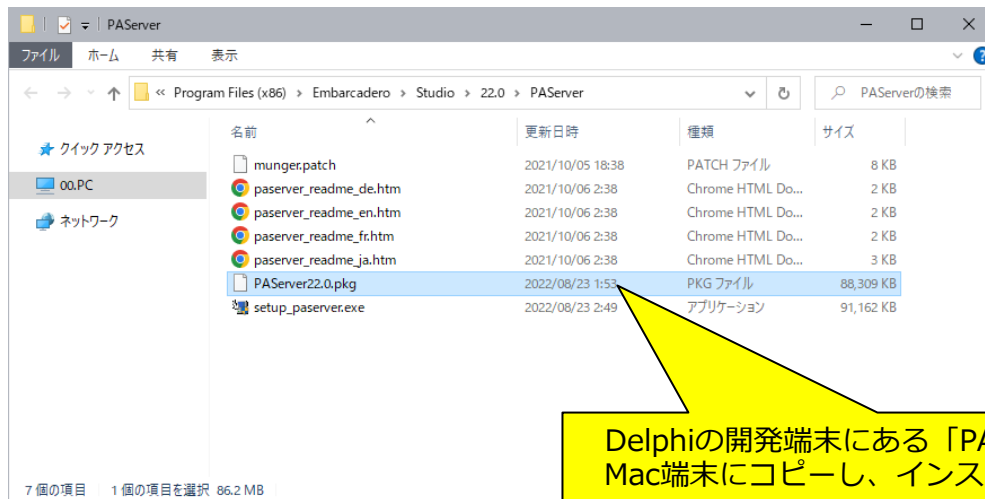 PAServer
ファイル ホーム 共有 表示
« Program Files (x86) › Embarcadero › Studio › 22.0 › PAServer PAServerの検索
クイック アクセス
00.PC
ネットワーク
名前 更新日時 種類 サイズ
munger.patch 2021/10/05 18:38 PATCH ファイル 8 KB
paserver_readme_de.htm 2021/10/06 2:38 Chrome HTML Do... 2 KB
paserver_readme_en.htm 2021/10/06 2:38 Chrome HTML Do... 2 KB
paserver_readme_fr.htm 2021/10/06 2:38 Chrome HTML Do... 2 KB
paserver_readme_ja.htm 2021/10/06 2:38 Chrome HTML Do... 3 KB
PAServer22.0.pkg 2022/08/23 1:53 PKG ファイル 88,309 KB
setup_paserver.exe 2022/08/23 2:49 アプリケーション 91,162 KB
Delphiの開発端末にある「PA
Mac端末にコピーし、インス
7 個の項目 1 個の項目を選択 86.2 MB